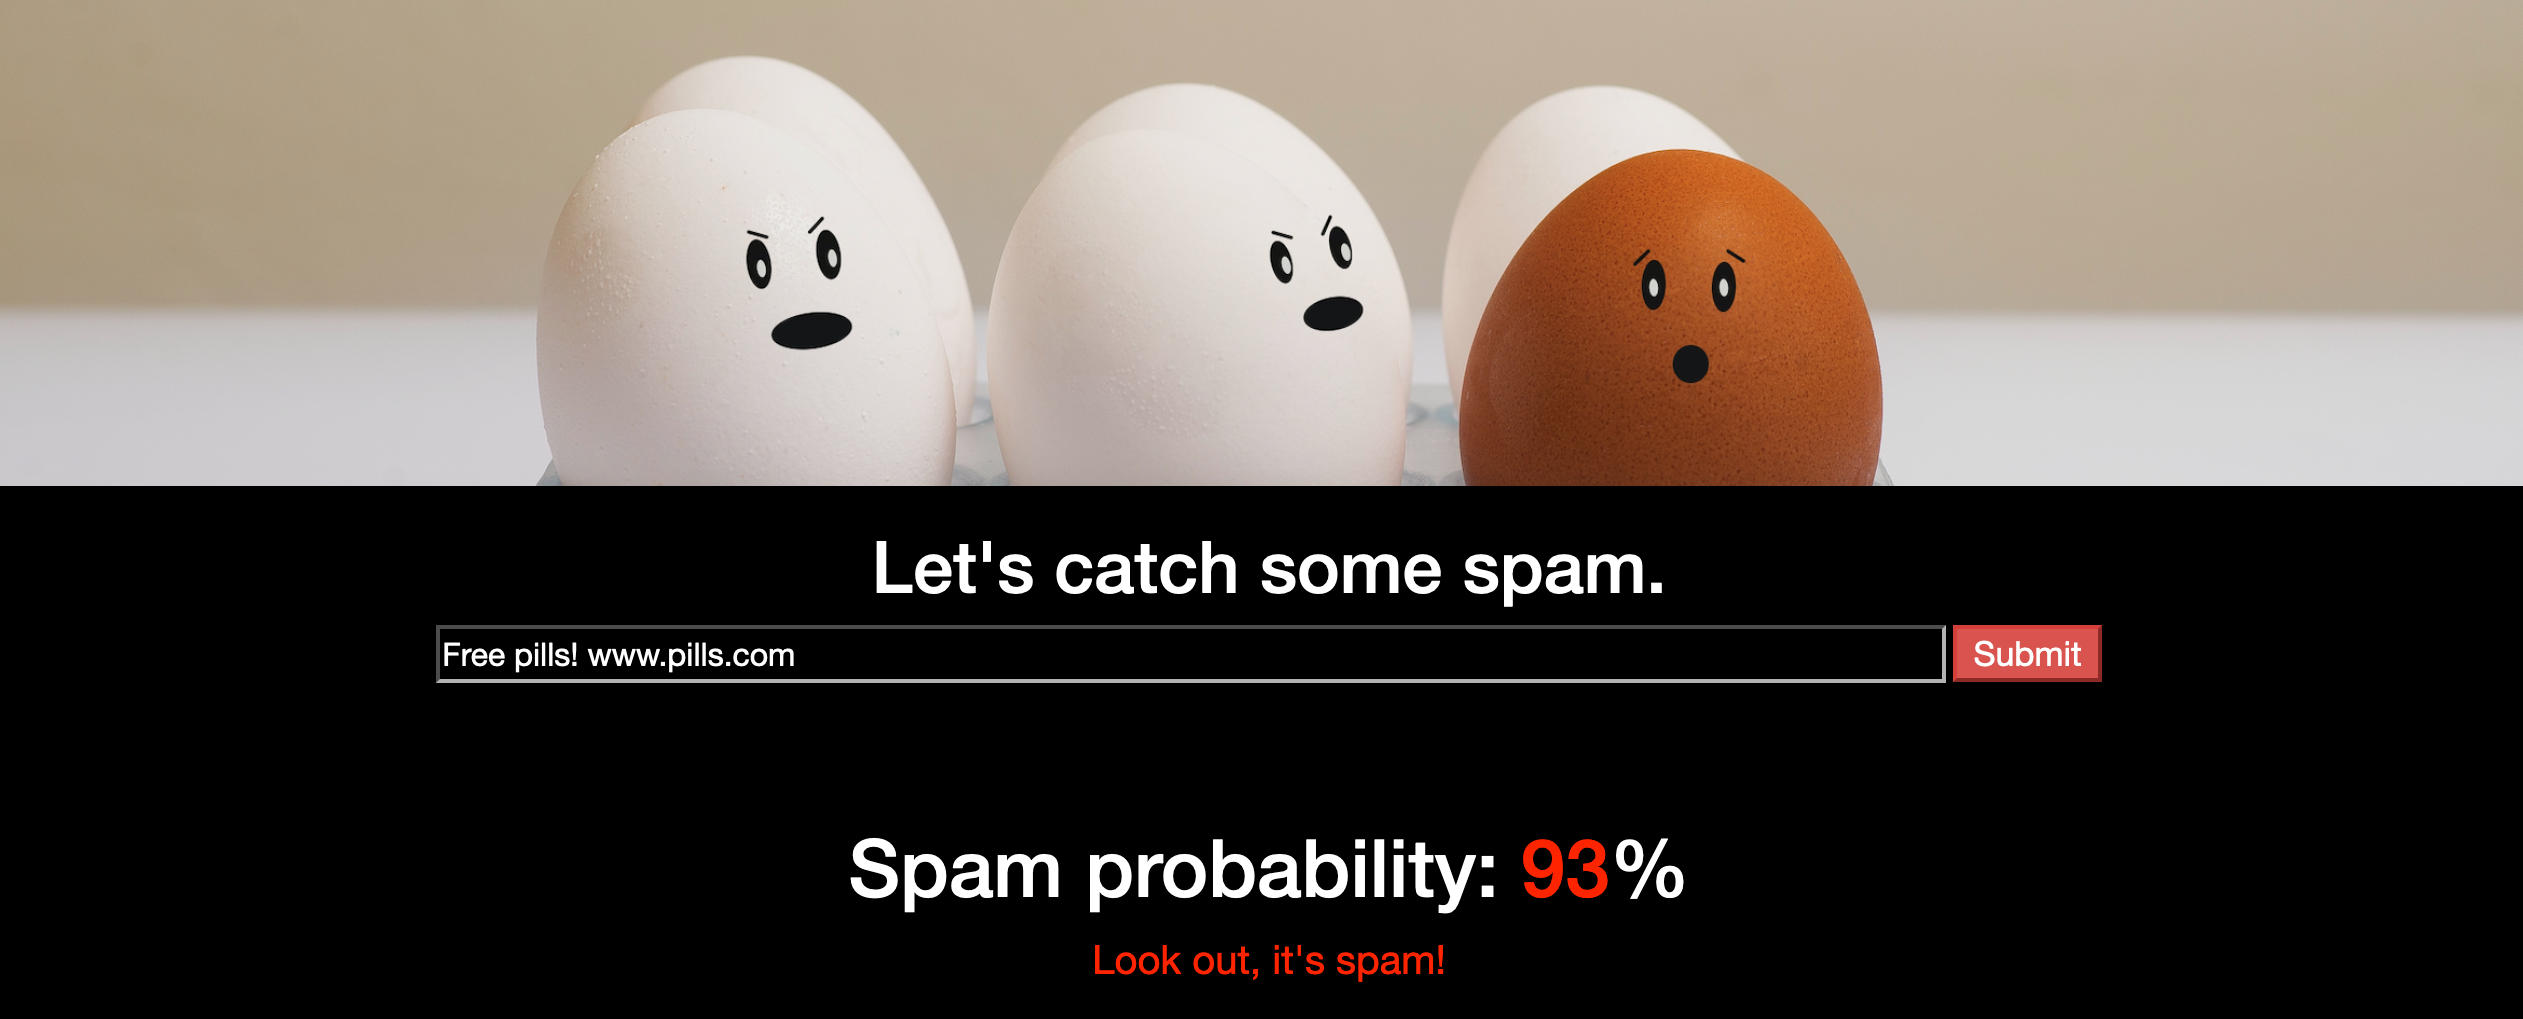 Let's catch some spam.
Free pills! www.pills.com
Submit
Spam probability: 93%
Look out, it's spam!